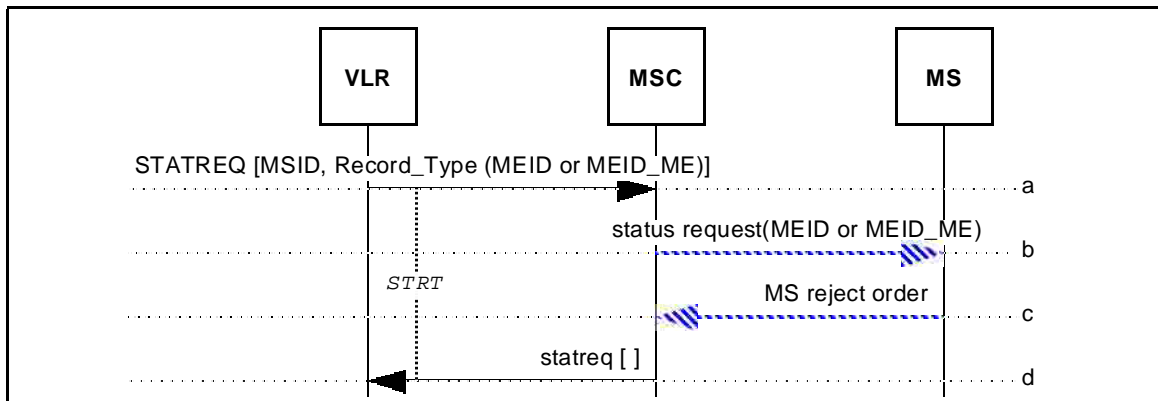 VLR MSC MS
STATREQ [MSID, Record_Type (MEID or MEID_ME)]
a
status request(MEID or MEID_ME)
b
STRT
MS reject order
c
statreq [ ]
d